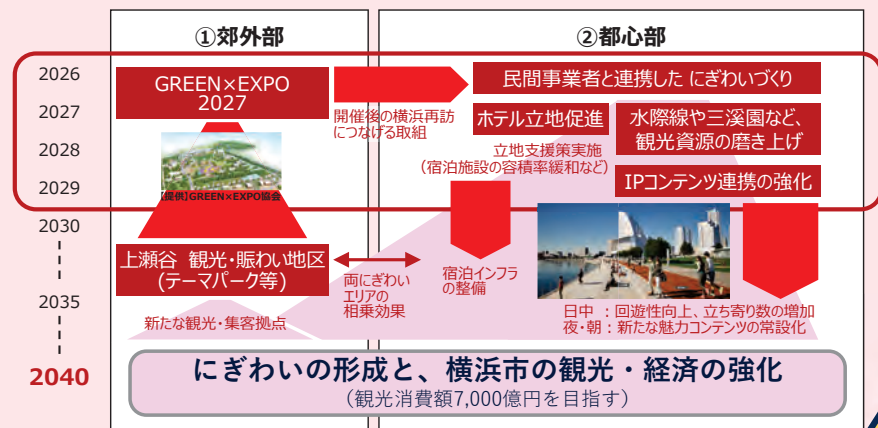 ①郊外部
②都心部
2026
2027
2028
2029
2030
2035
2040
GREEN×EXPO
2027
開催後の横浜再訪
につなげる取組
【提供】GREEN×EXPO協会
上瀬谷 観光・賑わい地区
(テーマパーク等)
新たな観光・集客拠点
両にぎわい
エリアの
相乗効果
民間事業者と連携した にぎわいづくり
ホテル立地促進
立地支援策実施
(宿泊施設の容積率緩和など)
水際線や三溪園など、
観光資源の磨き上げ
IPコンテンツ連携の強化
宿泊インフラ
の整備
日中 ：回遊性向上、立ち寄り数の増加
夜・朝：新たな魅力コンテンツの常設化
にぎわいの形成と、横浜市の観光・経済の強化
(観光消費額7,000億円を目指す)